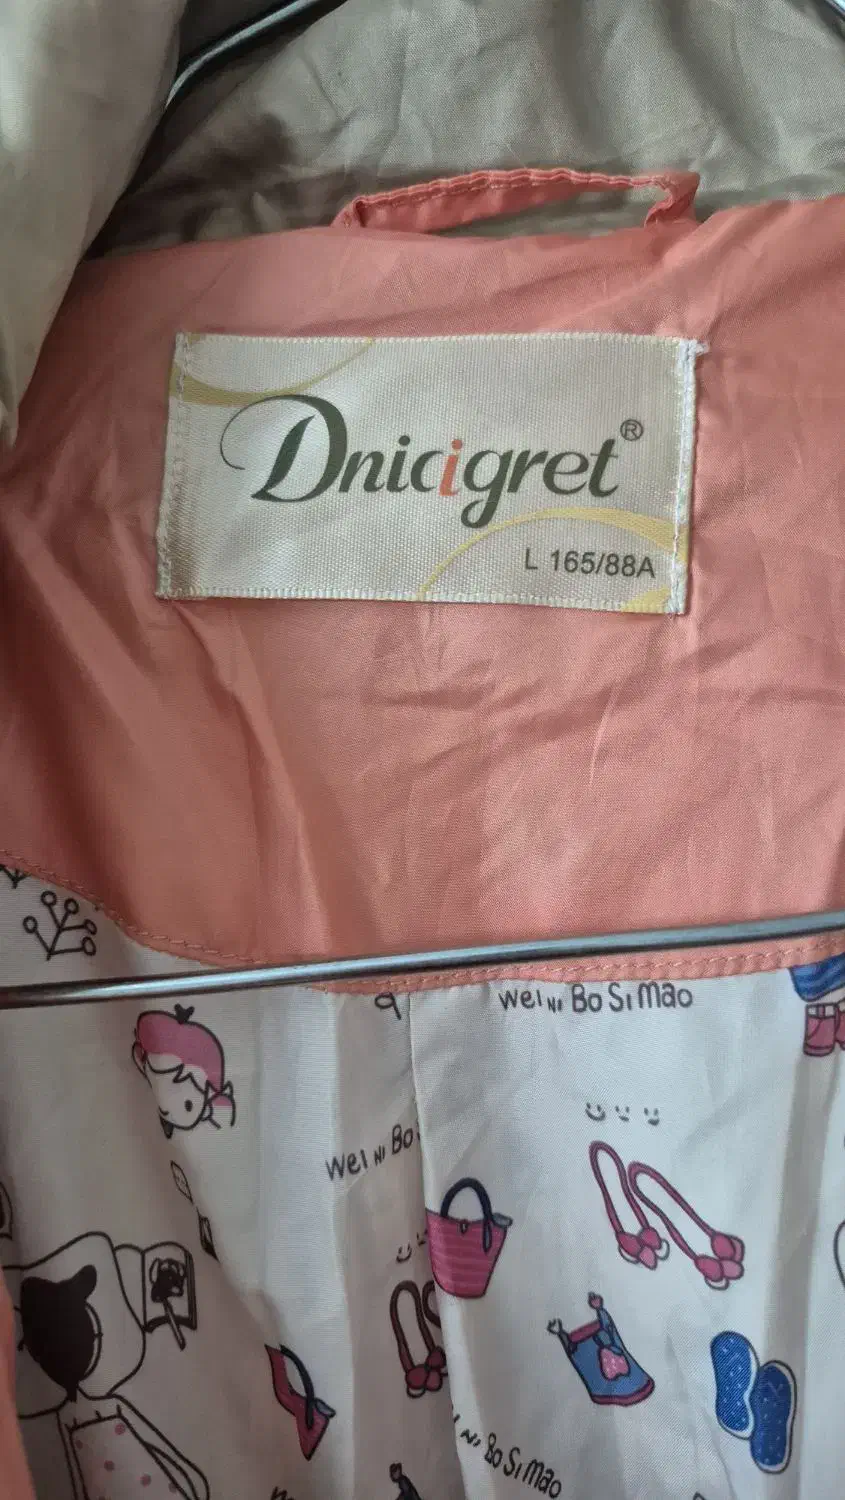 Dnicigret®
L 165/88A
Wei Ni Bo Si Mao
Wei Ni Bo
Bo Si Mao